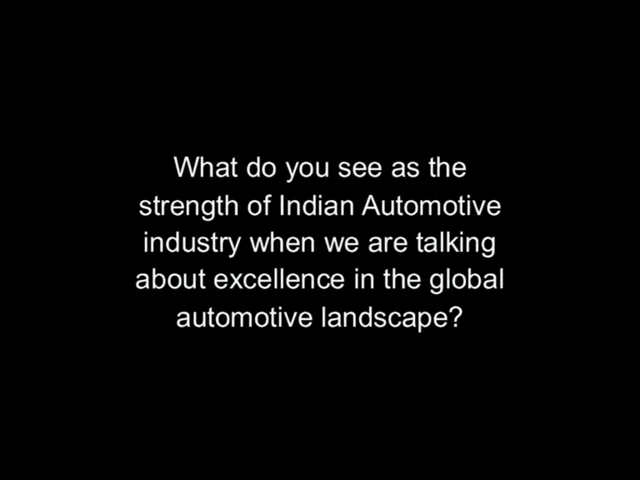 What do you see as the
strength of Indian Automotive
industry when we are talking
about excellence in the global
automotive landscape?